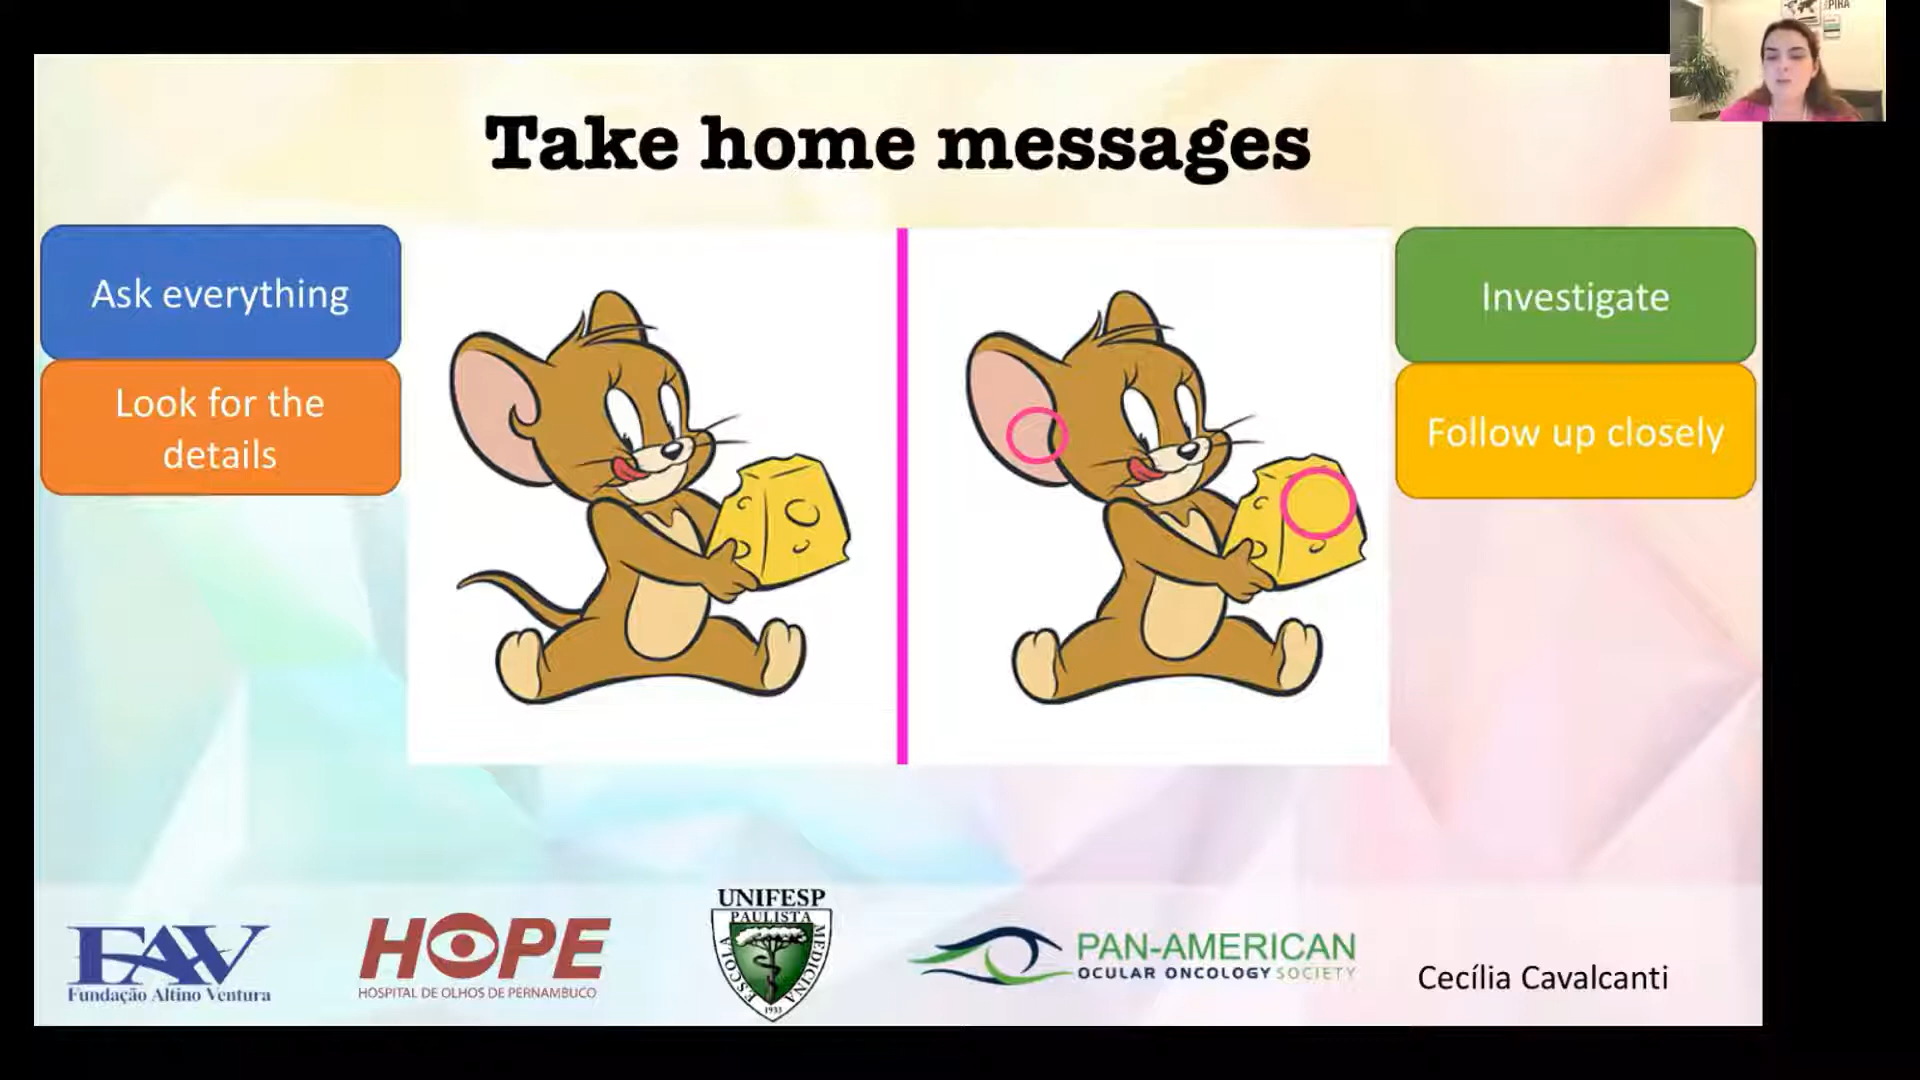 PIRA
Take home messages
Ask everything
Look for the
details
Investigate
Follow up closely
FAV
Fundação Altino Ventura
HOPE
HOSPITAL DE OLHOS DE PERNAMBUCO
UNIFESP
ESCOLA PAULISTA MEDICINA
1933
PAN-AMERICAN
OCULAR ONCOLOGY SOCIETY
Cecília Cavalcanti